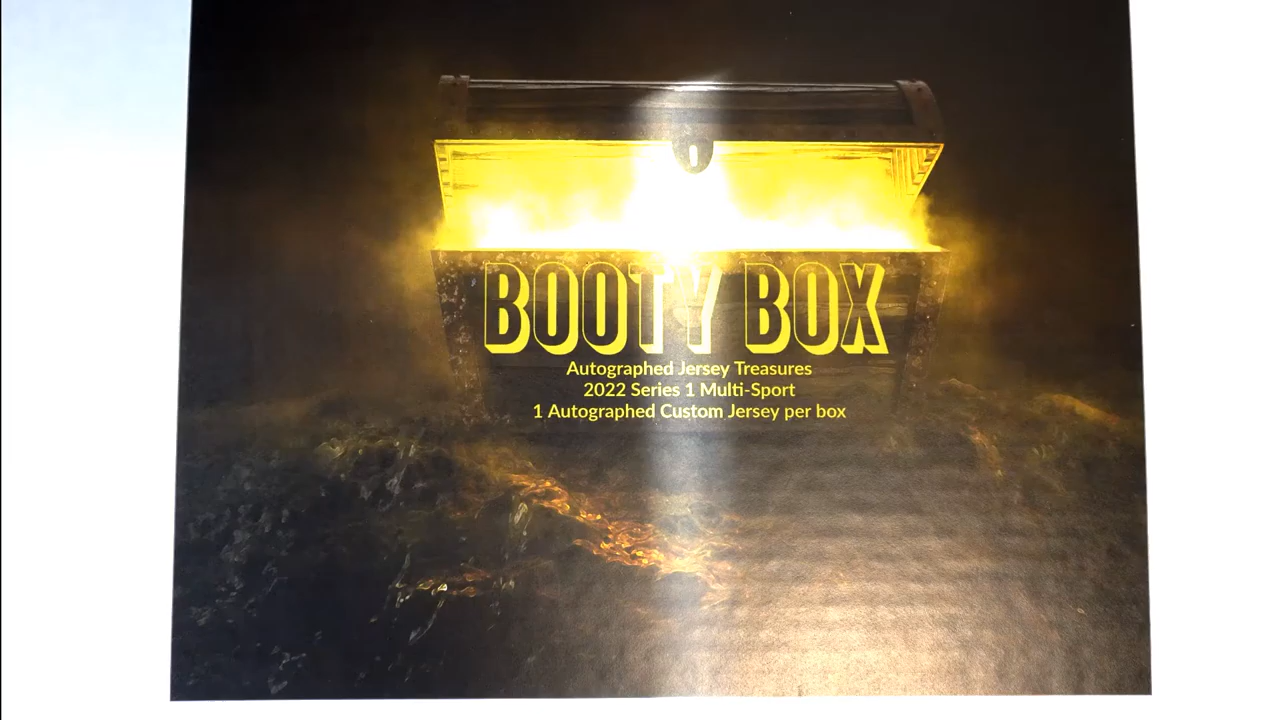 BOOTY BOX
Autographed Jersey Treasures
2022 Series 1 Multi-Sport
1 Autographed Custom Jersey per box